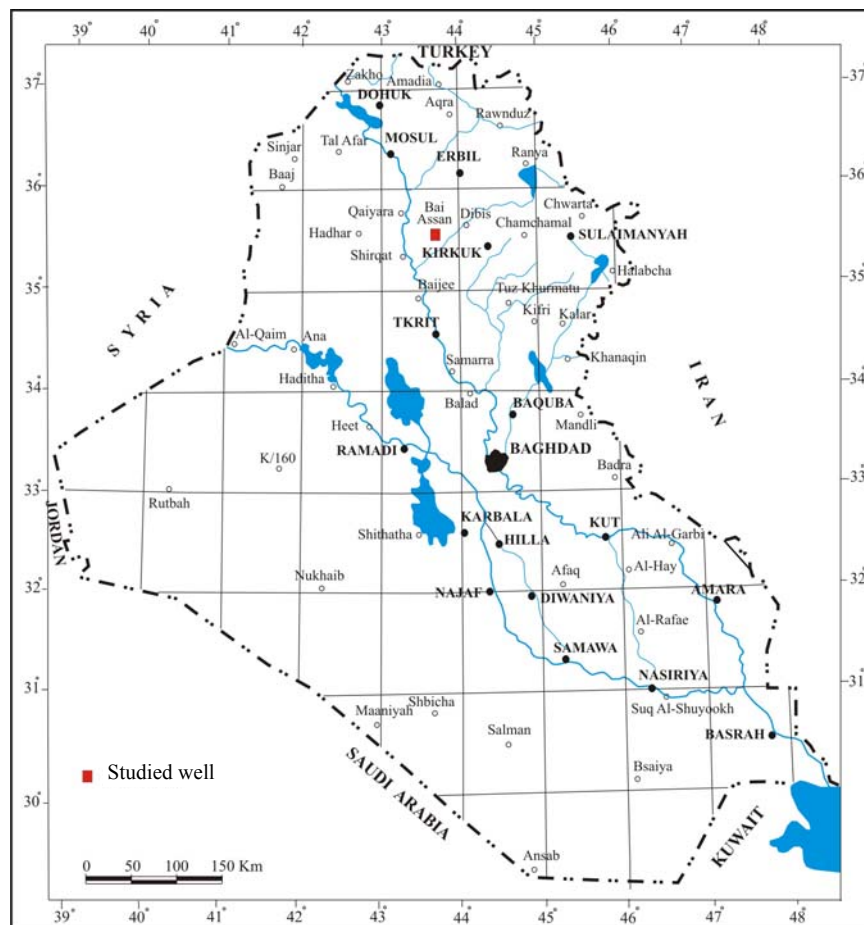 39° 40° 41° 42° 43° 44° 45° 46° 47° 48°
TURKEY
37°
37°
Zakho
Amadia
DOHUK
Aqra
Rawnduz
MOSUL
Tal Afar
Sinjar
ERBIL
Ranya
Baaj
36°
36°
Qaiyara
Bai
Assan
Dibis
Chwarta
Hadhar
Chamchamal
SULAIMANYAH
KIRKUK
Shirqat
Halabcha
35°
35°
Baijee
Tuz Khurmatu
Kifri
Kalar
TKRIT
SYRIA
Al-Qaim
Ana
Khanaqin
Samarra
IRAN
34°
34°
Haditha
Balad
BAQUBA
Mandli
Heet
RAMADI
BAGHDAD
K/160
Badra
33°
33°
Rutbah
JORDAN
KARBALA
KUT
Ali Al-Garbi
Shithatha
HILLA
Al-Hay
Nukhaib
Afaq
32°
32°
NAJAF
DIWANIYA
AMARA
Al-Rafae
SAMAWA
NASIRIYA
31°
31°
Shbicha
Maaniyah
Suq Al-Shuyookh
Salman
BASRAH
SAUDI ARABIA
Bsaiya
Studied well
30°
30°
KUWAIT
0 50 100 150 Km
Ansab
39° 40° 41° 42° 43° 44° 45° 46° 47° 48°